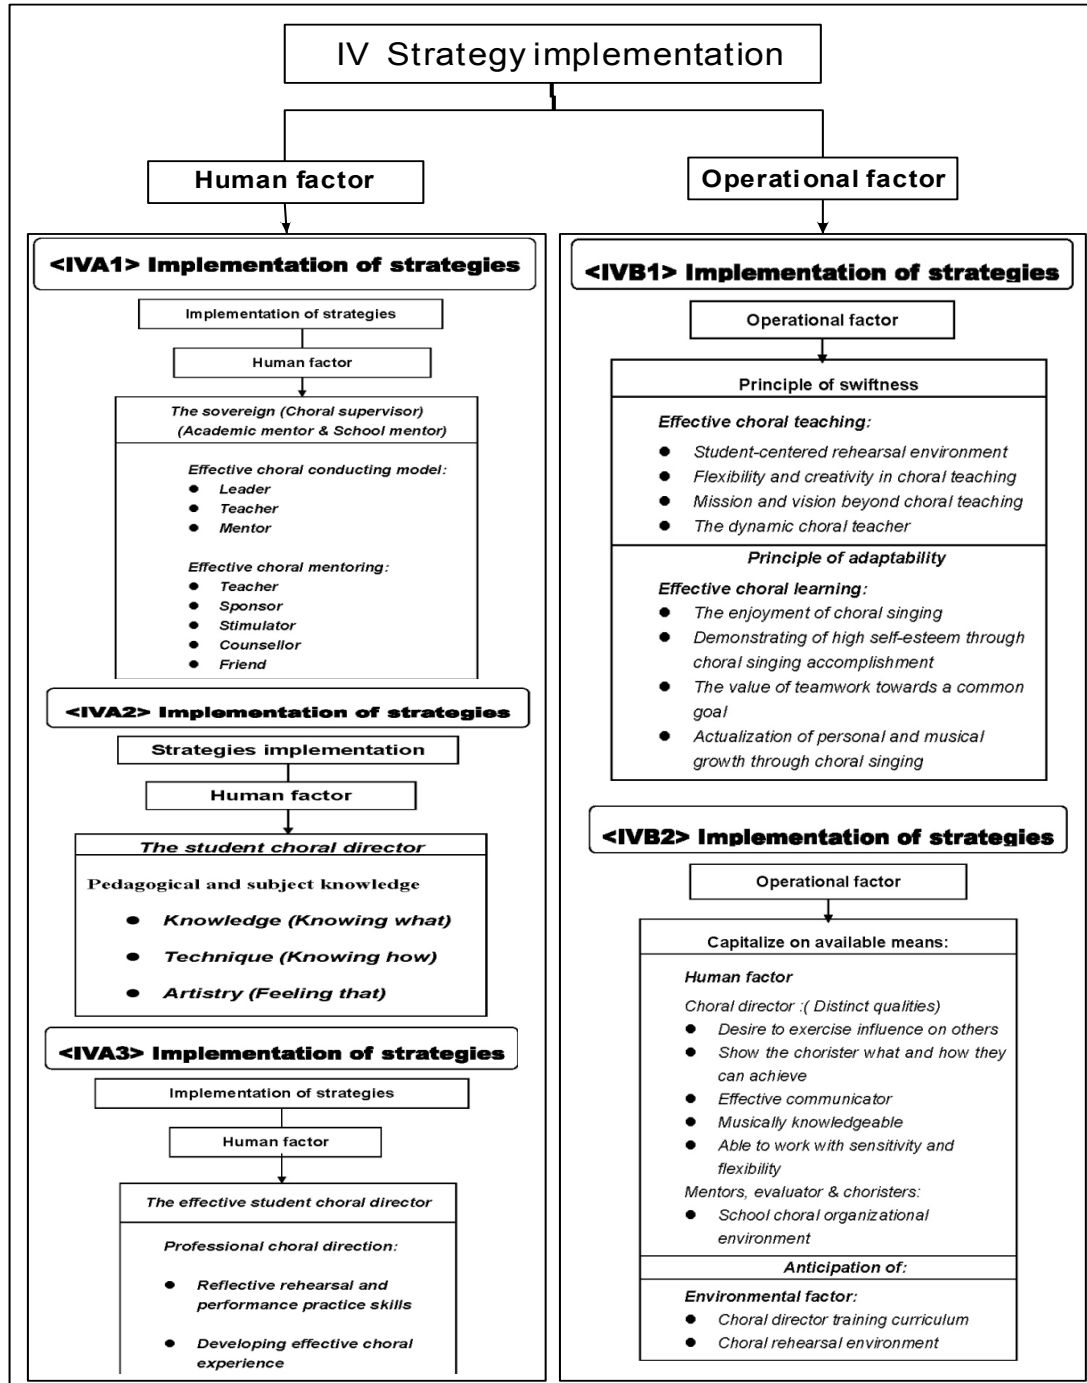 IV Strategy implementation
Human factor
Operational factor
<IVA1> Implementation of strategies
Implementation of strategies
Human factor
The sovereign (Choral supervisor)
(Academic mentor & School mentor)
Effective choral conducting model:
● Leader
● Teacher
● Mentor
Effective choral mentoring:
● Teacher
● Sponsor
● Stimulator
● Counsellor
● Friend
<IVA2> Implementation of strategies
Strategies implementation
Human factor
The student choral director
Pedagogical and subject knowledge
● Knowledge (Knowing what)
● Technique (Knowing how)
● Artistry (Feeling that)
<IVA3> Implementation of strategies
Implementation of strategies
Human factor
The effective student choral director
Professional choral direction:
● Reflective rehearsal and
performance practice skills
● Developing effective choral
experience
<IVB1> Implementation of strategies
Operational factor
Principle of swiftness
Effective choral teaching:
● Student-centered rehearsal environment
● Flexibility and creativity in choral teaching
● Mission and vision beyond choral teaching
● The dynamic choral teacher
Principle of adaptability
Effective choral learning:
● The enjoyment of choral singing
● Demonstrating of high self-esteem through
choral singing accomplishment
● The value of teamwork towards a common
goal
● Actualization of personal and musical
growth through choral singing
<IVB2> Implementation of strategies
Operational factor
Capitalize on available means:
Human factor
Choral director :( Distinct qualities)
● Desire to exercise influence on others
● Show the chorister what and how they
can achieve
● Effective communicator
● Musically knowledgeable
● Able to work with sensitivity and
flexibility
Mentors, evaluator & choristers:
● School choral organizational
environment
Anticipation of:
Environmental factor:
● Choral director training curriculum
● Choral rehearsal environment